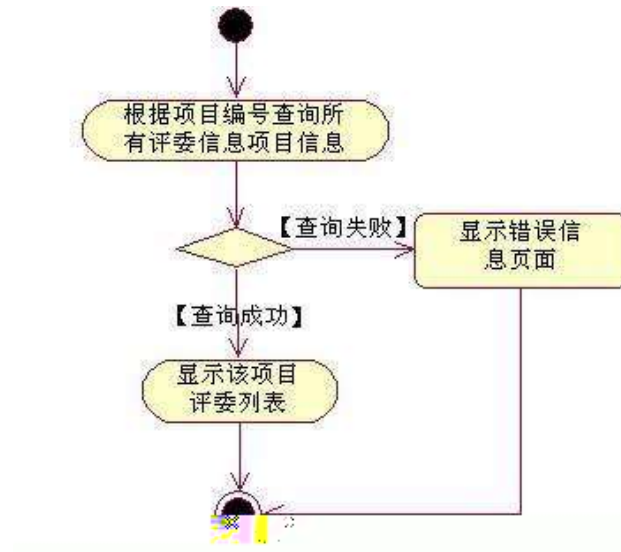 根据项目编号查询所
有评委信息项目信息
【查询失败】
显示错误信
息页面
【查询成功】
显示该项目
评委列表